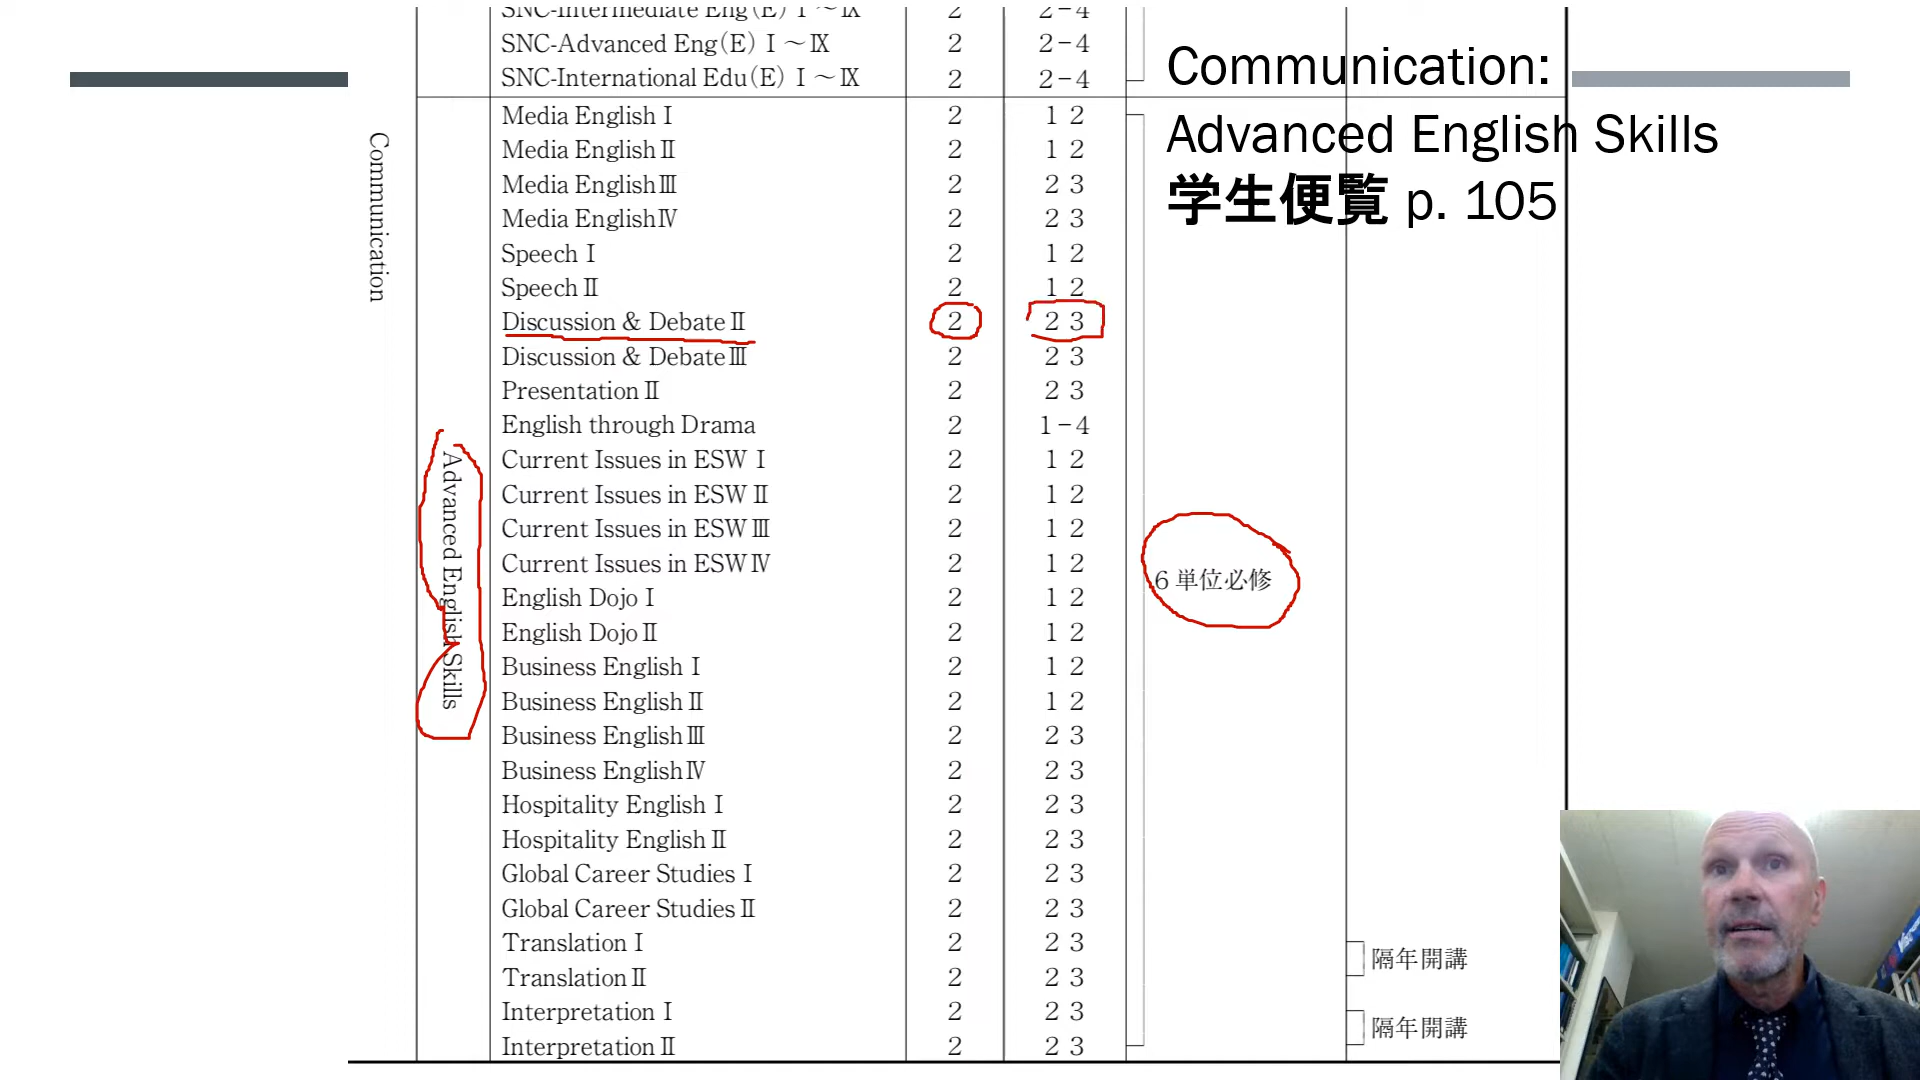 SNC-Intermediate Eng(E) Ⅰ～Ⅸ 2 2-4
SNC-Advanced Eng(E) Ⅰ～Ⅸ 2 2-4
SNC-International Edu(E) Ⅰ～Ⅸ 2 2-4
Communication:
Advanced English Skills
学生便覧 p. 105
Communication
Advanced English Skills
Media English Ⅰ 2 1 2
Media English Ⅱ 2 1 2
Media English Ⅲ 2 2 3
Media English Ⅳ 2 2 3
Speech Ⅰ 2 1 2
Speech Ⅱ 2 1 2
Discussion & Debate Ⅱ 2 2 3
Discussion & Debate Ⅲ 2 2 3
Presentation Ⅱ 2 2 3
English through Drama 2 1-4
Current Issues in ESW Ⅰ 2 1 2
Current Issues in ESW Ⅱ 2 1 2
Current Issues in ESW Ⅲ 2 1 2
Current Issues in ESW Ⅳ 2 1 2
6単位必修
English Dojo Ⅰ 2 1 2
English Dojo Ⅱ 2 1 2
Business English Ⅰ 2 1 2
Business English Ⅱ 2 1 2
Business English Ⅲ 2 2 3
Business English Ⅳ 2 2 3
Hospitality English Ⅰ 2 2 3
Hospitality English Ⅱ 2 2 3
Global Career Studies Ⅰ 2 2 3
Global Career Studies Ⅱ 2 2 3
Translation Ⅰ 2 2 3
隔年開講
Translation Ⅱ 2 2 3
Interpretation Ⅰ 2 2 3
隔年開講
Interpretation Ⅱ 2 2 3